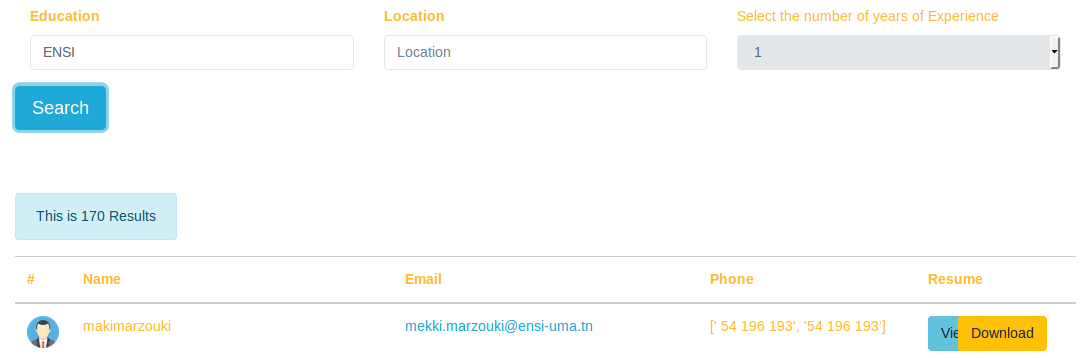 Education Location Select the number of years of Experience
ENSI Location 1
Search
This is 170 Results
# Name Email Phone Resume
makimarzouki mekki.marzouki@ensi-uma.tn [' 54 196 193', '54 196 193'] Vie Download